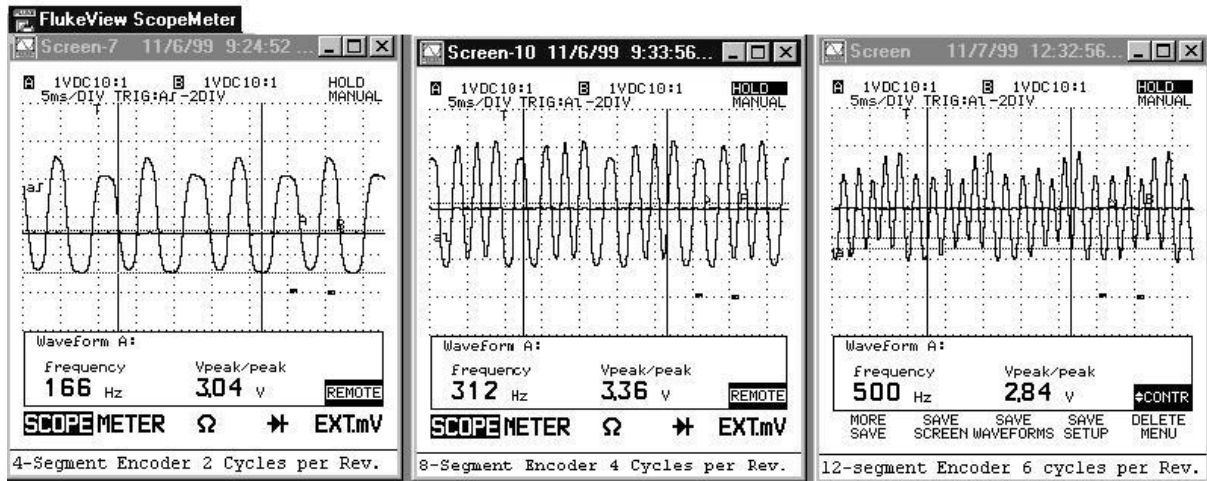 FlukeView ScopeMeter
Screen-7 11/6/99 9:24:52 ...
A 1VDC10:1 B 1VDC10:1 HOLD
5ms/DIV TRIG:A -2DIV MANUAL
T
a
A
B
Waveform A:
frequency Vpeak/peak
166 Hz 3,04 V REMOTE
SCOPE METER Ω EXT.mV
4-Segment Encoder 2 Cycles per Rev.
Screen-10 11/6/99 9:33:56...
A 1VDC10:1 B 1VDC10:1 HOLD
5ms/DIV TRIG:A -2DIV MANUAL
T
B
a
Waveform A:
frequency Vpeak/peak
312 Hz 3,36 V REMOTE
SCOPE METER Ω EXT.mV
8-Segment Encoder 4 Cycles per Rev.
Screen 11/7/99 12:32:56...
A 1VDC10:1 B 1VDC10:1 HOLD
5ms/DIV TRIG:A -2DIV MANUAL
T
B
a
Waveform A:
frequency Vpeak/peak
500 Hz 2,84 V CONTR
MORE SAVE SAVE SAVE DELETE
SAVE SCREEN WAVEFORMS SETUP MENU
12-segment Encoder 6 cycles per Rev.